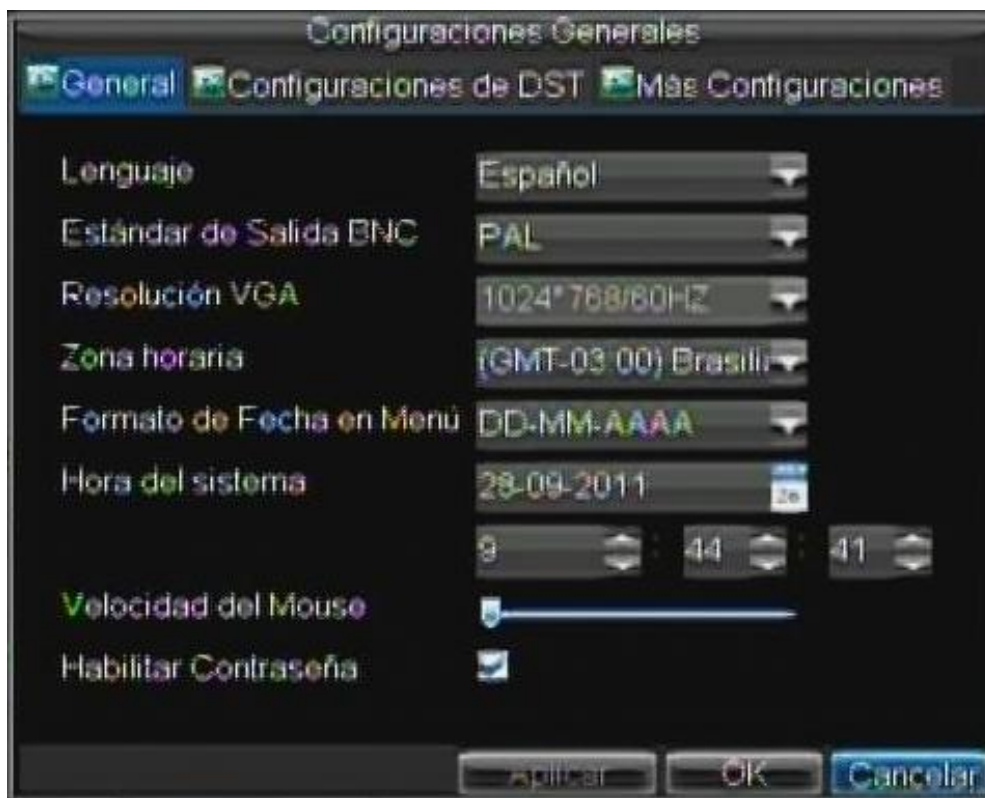 Configuraciones Generales
General Configuraciones de DST Más Configuraciones
Lenguaje Español
Estándar de Salida BNC PAL
Resolución VGA 1024*768/60HZ
Zona horaria (GMT-03:00) Brasilia
Formato de Fecha en Menú DD-MM-AAAA
Hora del sistema 28-09-2011 26
9 : 44 : 41
Velocidad del Mouse
Habilitar Contraseña
Aplicar OK Cancelar